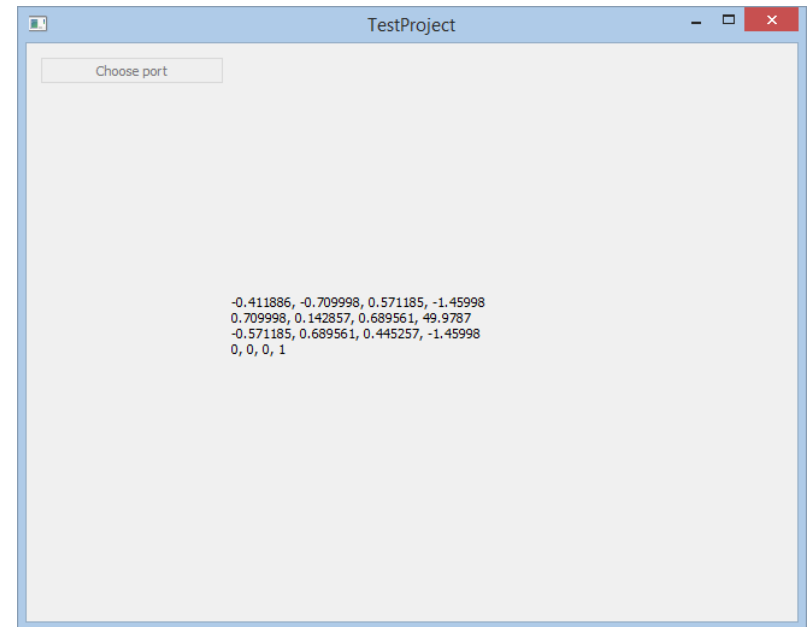 TestProject
Choose port
-0.411886, -0.709998, 0.571185, -1.45998
0.709998, 0.142857, 0.689561, 49.9787
-0.571185, 0.689561, 0.445257, -1.45998
0, 0, 0, 1